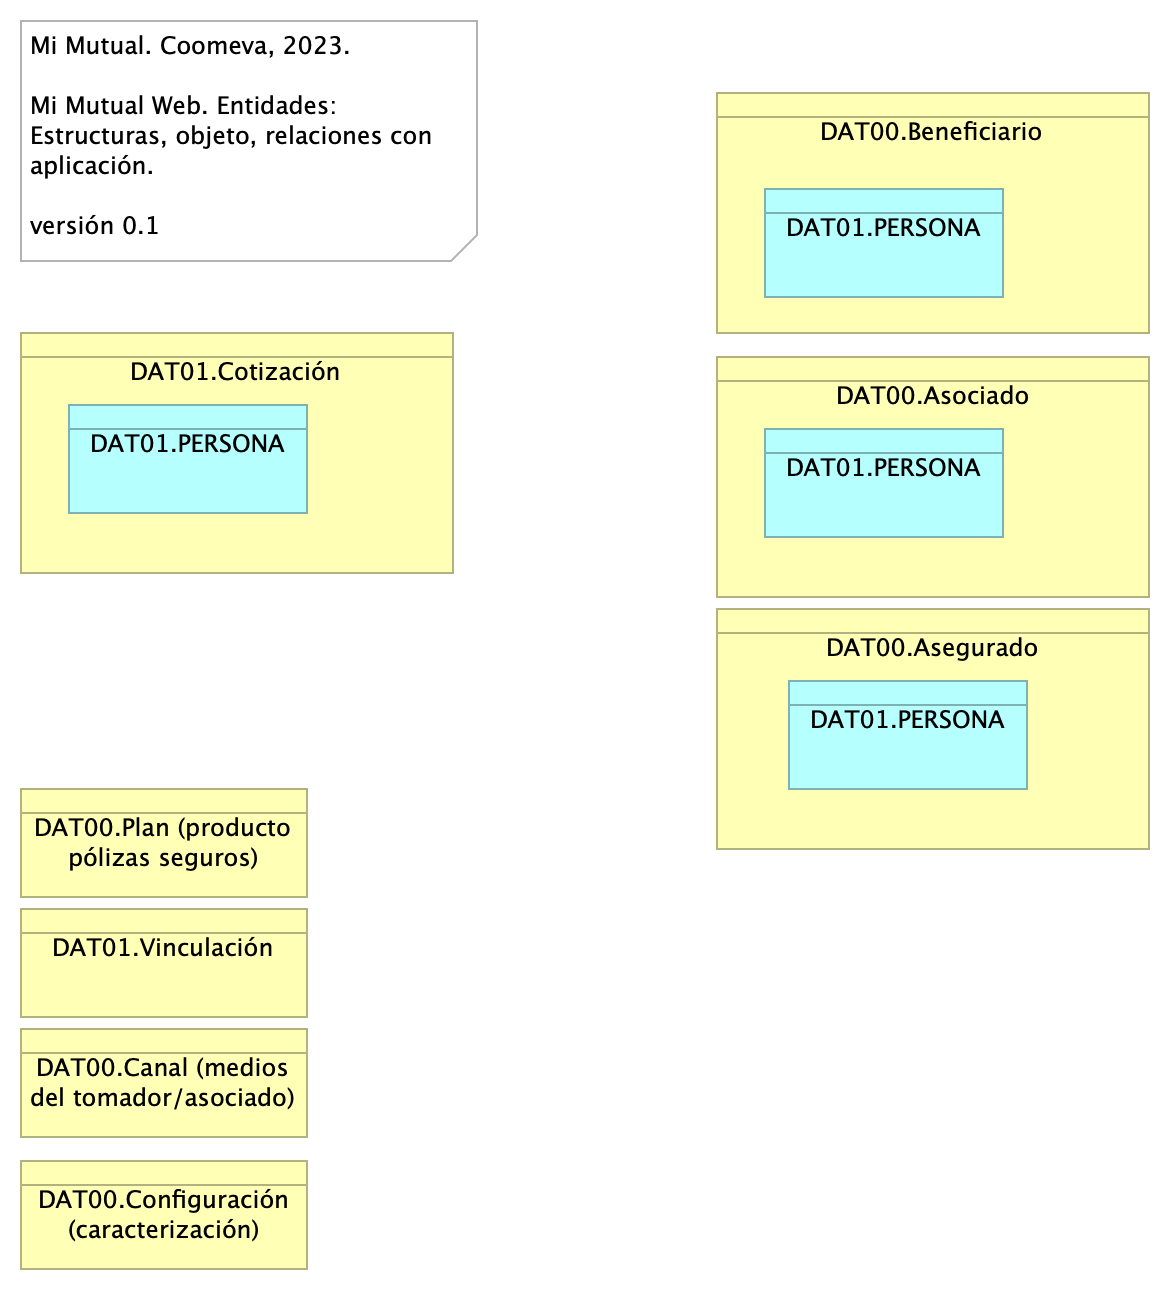 Mi Mutual. Coomeva, 2023.
Mi Mutual Web. Entidades:
Estructuras, objeto, relaciones con
aplicación.
versión 0.1
DAT01.Cotización
DAT01.PERSONA
DAT00.Plan (producto
pólizas seguros)
DAT01.Vinculación
DAT00.Canal (medios
del tomador/asociado)
DAT00.Configuración
(caracterización)
DAT00.Beneficiario
DAT01.PERSONA
DAT00.Asociado
DAT01.PERSONA
DAT00.Asegurado
DAT01.PERSONA